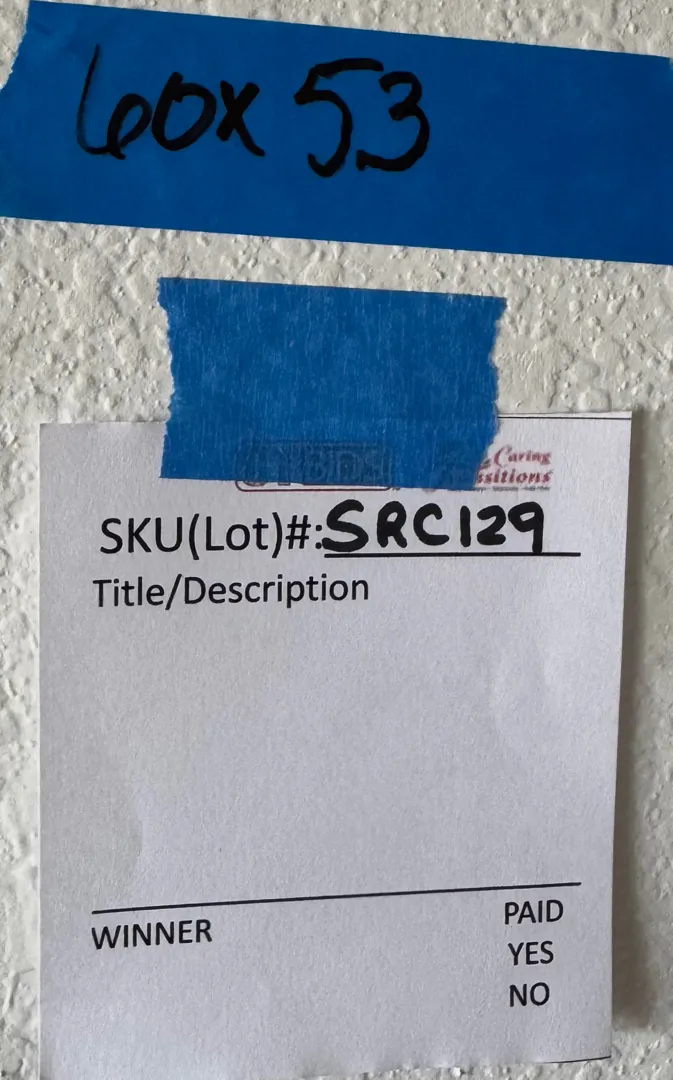 60x 53
Caring
SKU(Lot)#:SRC129
Title/Description
WINNER
PAID
YES
NO